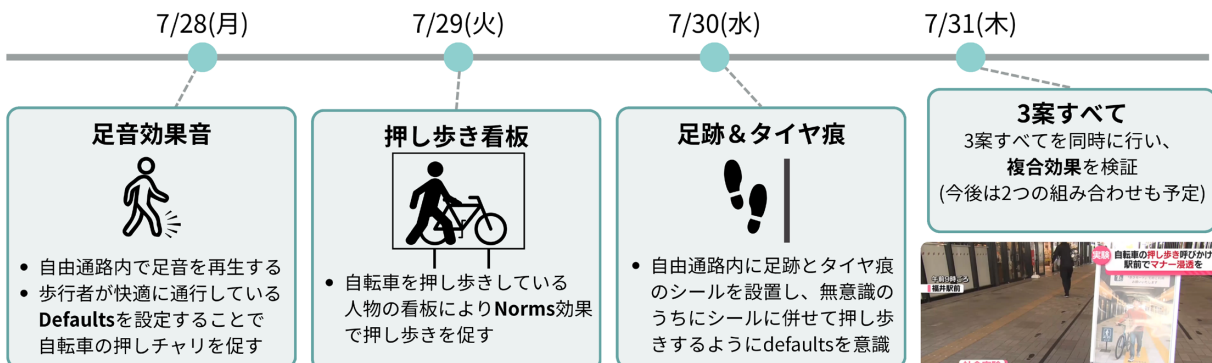 7/28(月)
7/29(火)
7/30(水)
7/31(木)
足音効果音
• 自由通路内で足音を再生する
• 歩行者が快適に通行している
Defaultsを設定することで
自転車の押しチャリを促す
押し歩き看板
• 自転車を押し歩きしている
人物の看板によりNorms効果
で押し歩きを促す
足跡＆タイヤ痕
• 自由通路内に足跡とタイヤ痕
のシールを設置し、無意識の
うちにシールに併せて押し歩
きするようにdefaultsを意識
3案すべて
3案すべてを同時に行い、
複合効果を検証
(今後は2つの組み合わせも予定)
午前9時ごろ
福井駅前
実験
自転車の押し歩き呼びかけ
駅前でマナー浸透を